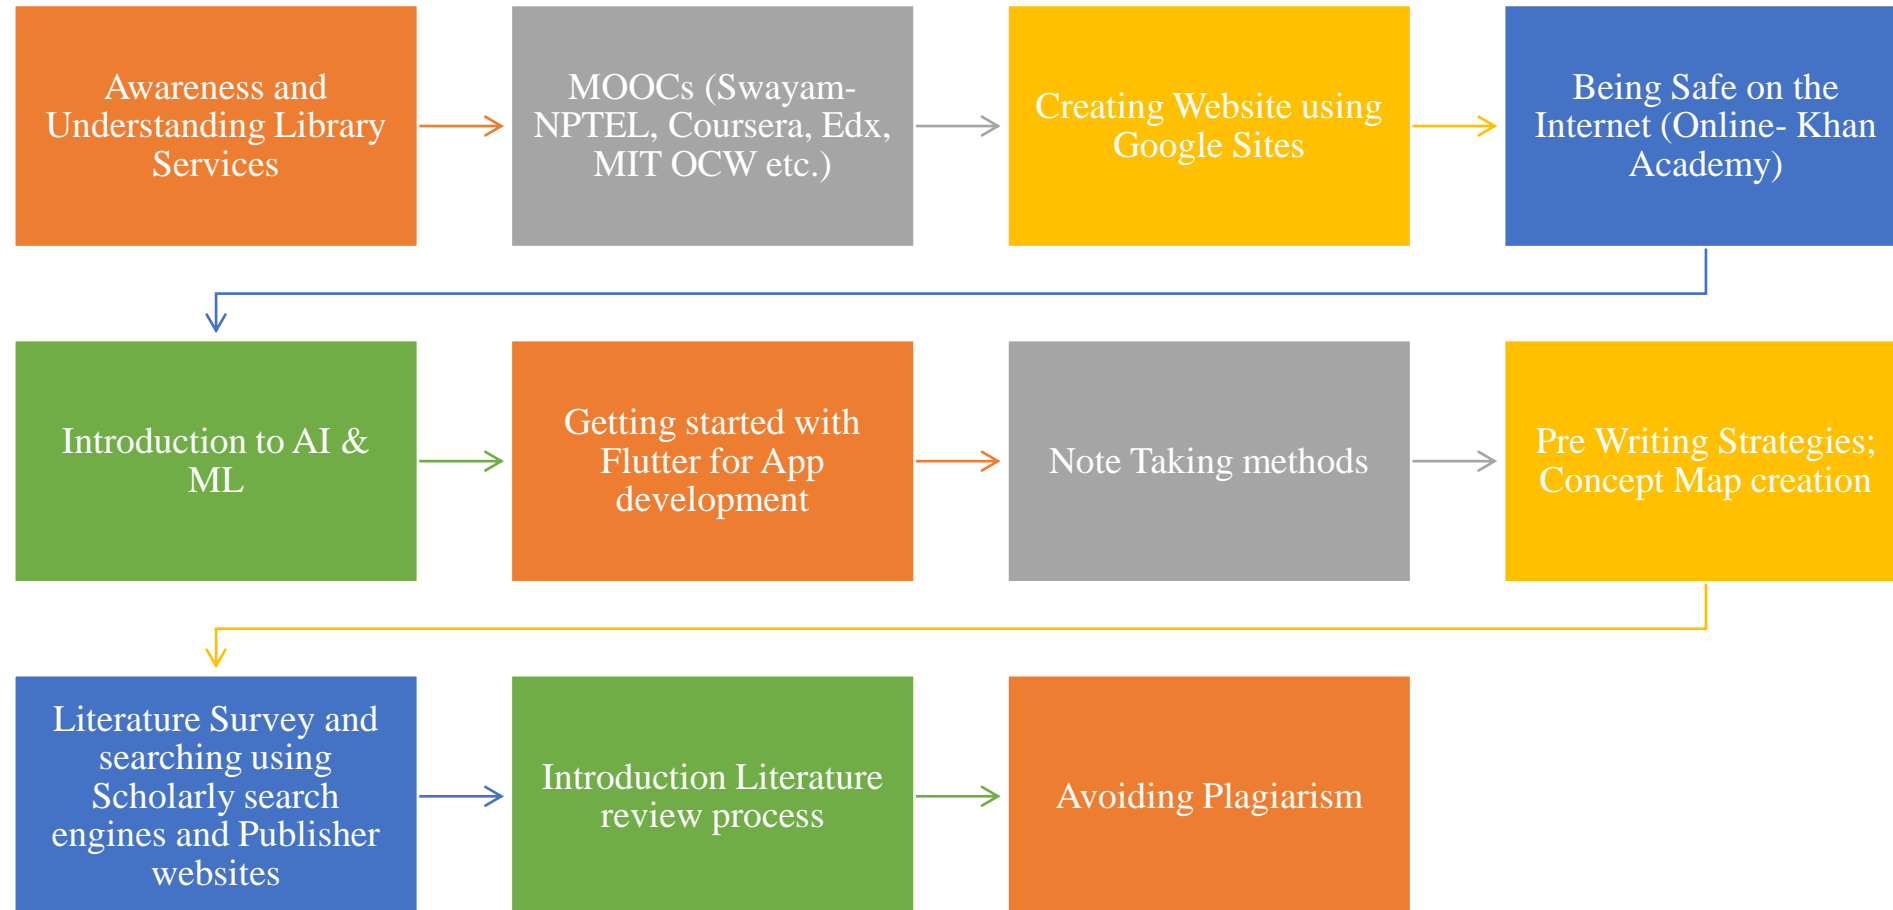 Awareness and
Understanding Library
Services
MOOCs (Swayam-
NPTEL, Coursera, Edx,
MIT OCW etc.)
Creating Website using
Google Sites
Being Safe on the
Internet (Online- Khan
Academy)
Introduction to AI &
ML
Getting started with
Flutter for App
development
Note Taking methods
Pre Writing Strategies;
Concept Map creation
Literature Survey and
searching using
Scholarly search
engines and Publisher
websites
Introduction Literature
review process
Avoiding Plagiarism